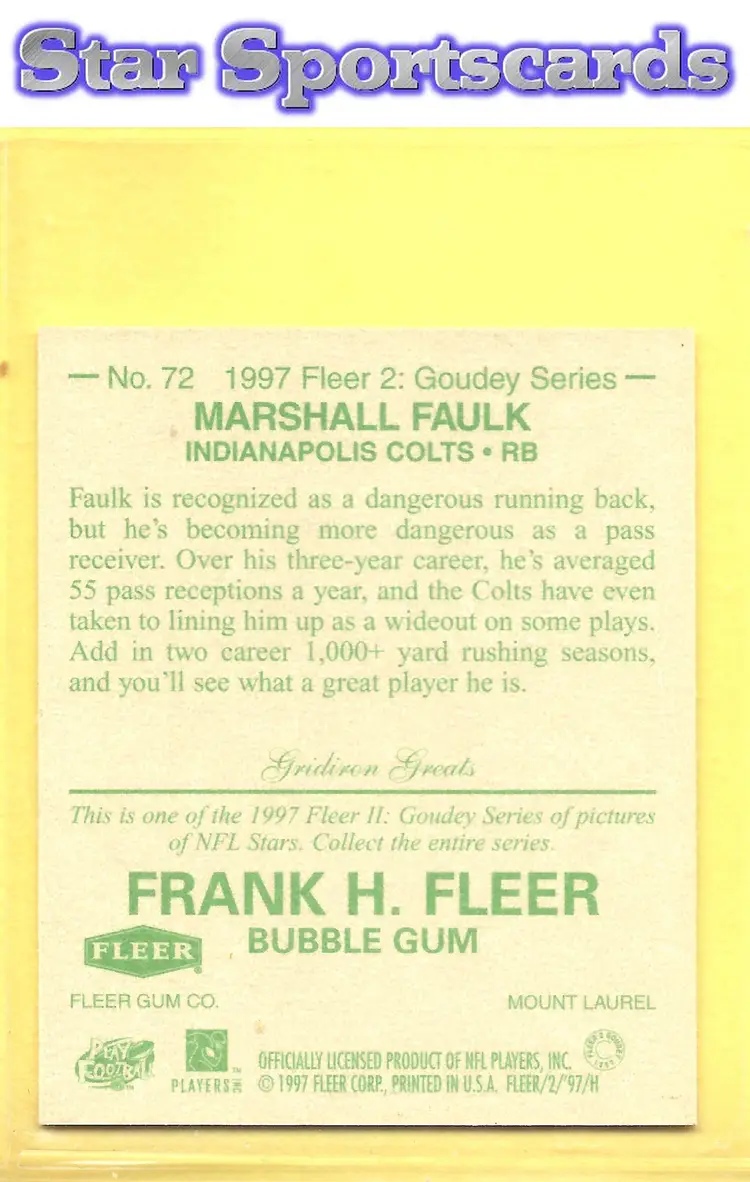 Star Sportscards
— No. 72 1997 Fleer 2: Goudey Series —
MARSHALL FAULK
INDIANAPOLIS COLTS • RB
Faulk is recognized as a dangerous running back,
but he's becoming more dangerous as a pass
receiver. Over his three-year career, he's averaged
55 pass receptions a year, and the Colts have even
taken to lining him up as a wideout on some plays.
Add in two career 1,000+ yard rushing seasons,
and you'll see what a great player he is.
Gridiron Greats
This is one of the 1997 Fleer II: Goudey Series of pictures
of NFL Stars. Collect the entire series.
FRANK H. FLEER
BUBBLE GUM
FLEER
FLEER GUM CO. MOUNT LAUREL
PLAY FOOTBALL
PLAYERS INC
OFFICIALLY LICENSED PRODUCT OF NFL PLAYERS, INC.
© 1997 FLEER CORP., PRINTED IN U.S.A. FLEER/2/'97/H